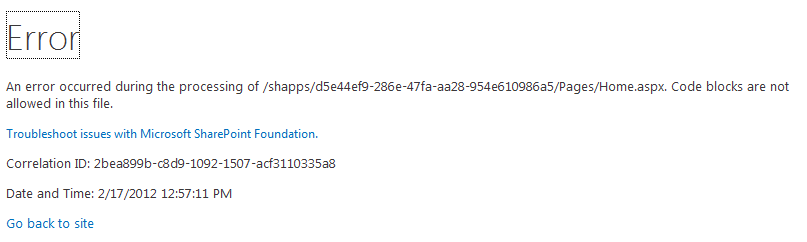 Error
An error occurred during the processing of /shapps/d5e44ef9-286e-47fa-aa28-954e610986a5/Pages/Home.aspx. Code blocks are not
allowed in this file.
Troubleshoot issues with Microsoft SharePoint Foundation.
Correlation ID: 2bea899b-c8d9-1092-1507-acf3110335a8
Date and Time: 2/17/2012 12:57:11 PM
Go back to site